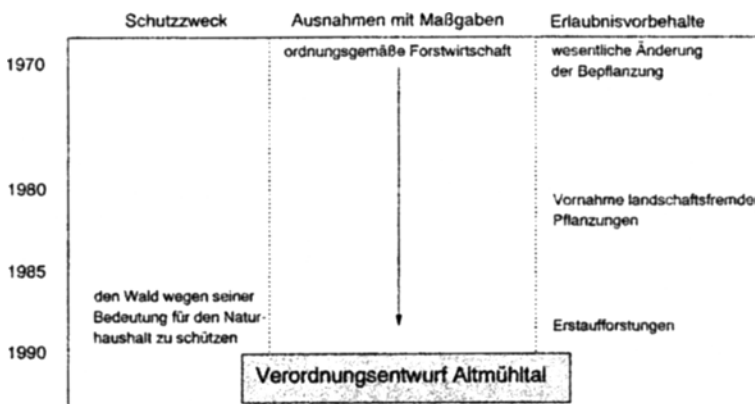 Schutzzweck
Ausnahmen mit Maßgaben
Erlaubnisvorbehalte
1970
ordnungsgemäße Forstwirtschaft
wesentliche Änderung
der Bepflanzung
1980
Vornahme landschaftsfremder
Pflanzungen
1985
den Wald wegen seiner
Bedeutung für den Natur-
haushalt zu schützen
Erstaufforstungen
1990
Verordnungsentwurf Altmühltal